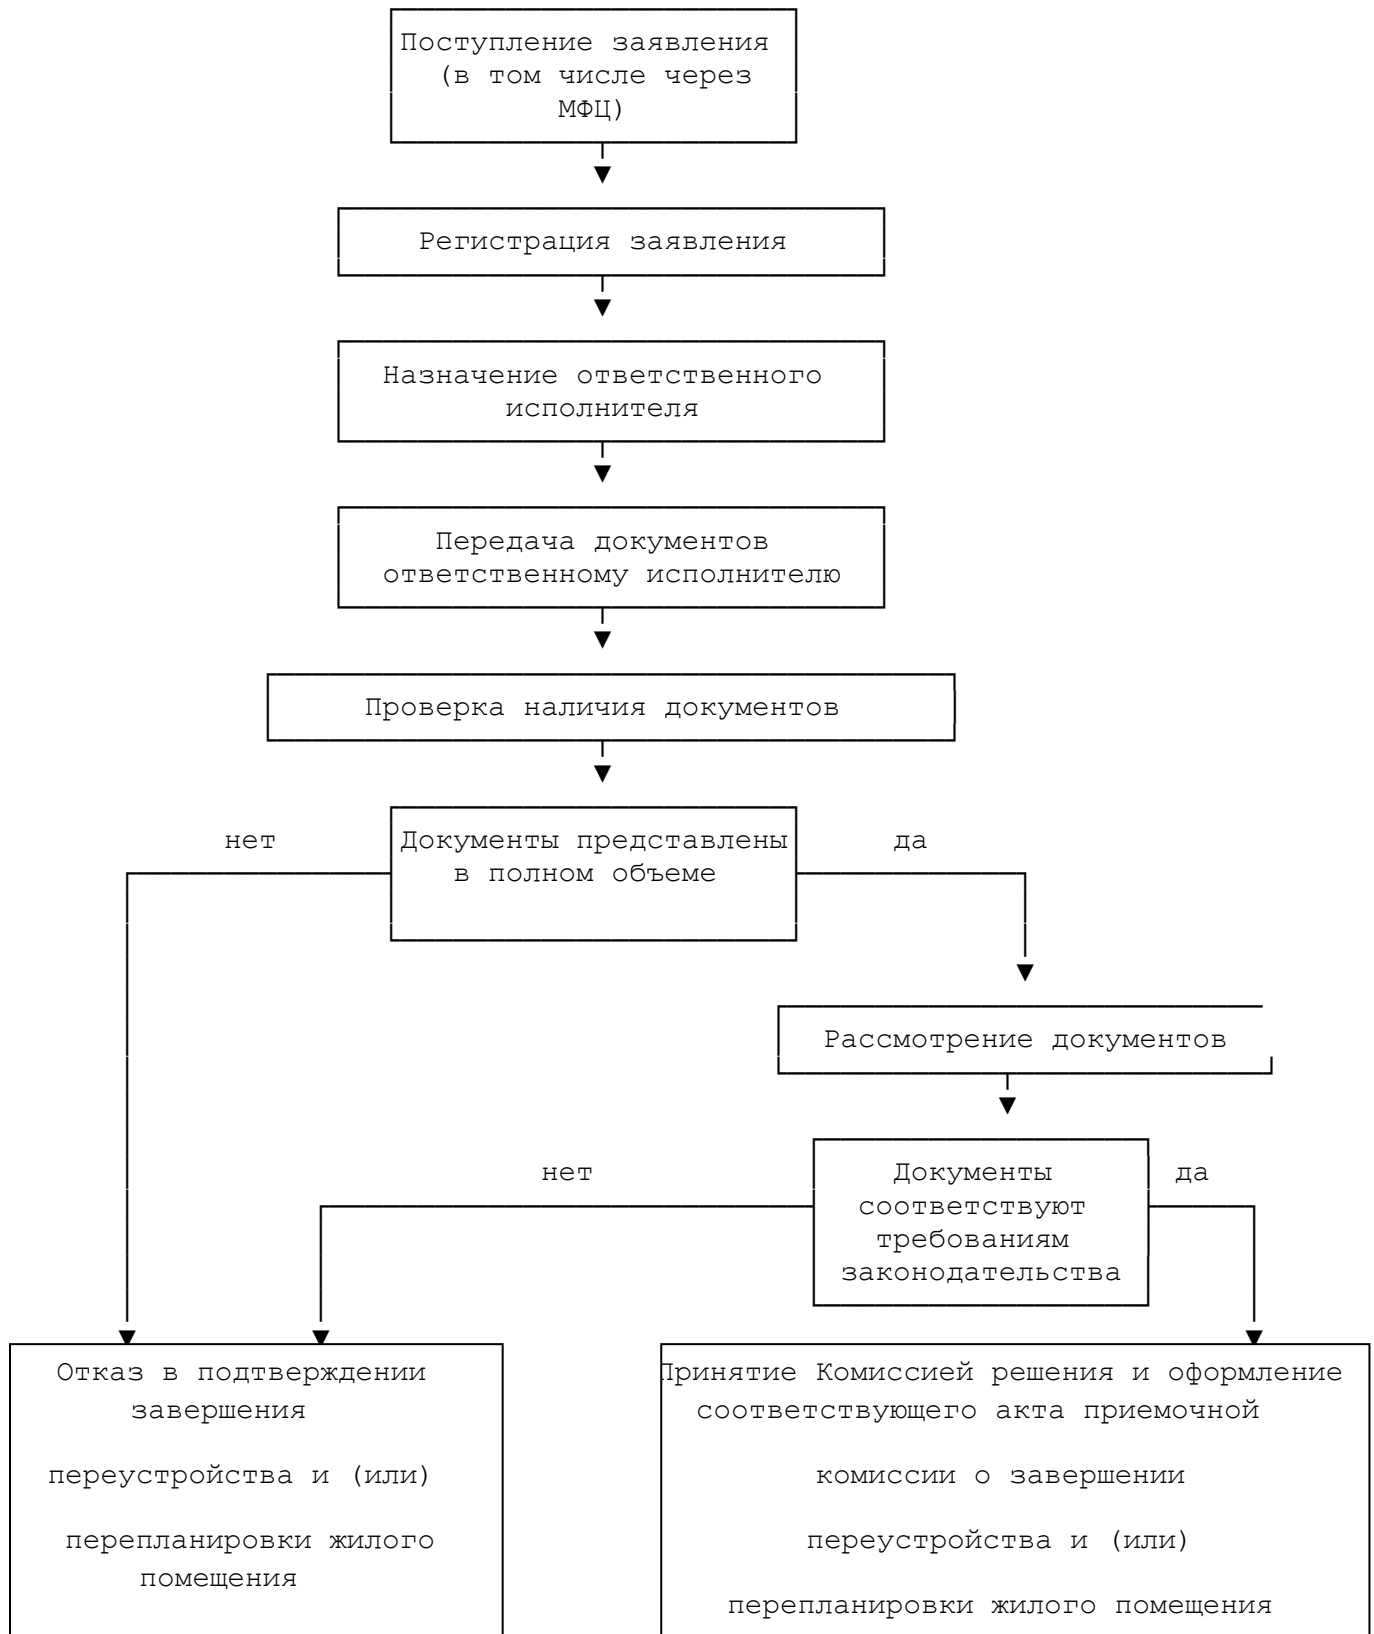 Поступление заявления
(в том числе через
МФЦ)
Регистрация заявления
Назначение ответственного
исполнителя
Передача документов
ответственному исполнителю
Проверка наличия документов
нет
Документы представлены
в полном объеме
да
Рассмотрение документов
нет
Документы
соответствуют
требованиям
законодательства
да
Отказ в подтверждении
завершения
переустройства и (или)
перепланировки жилого
помещения
Принятие Комиссией решения и оформление
соответствующего акта приемочной
комиссии о завершении
переустройства и (или)
перепланировки жилого помещения